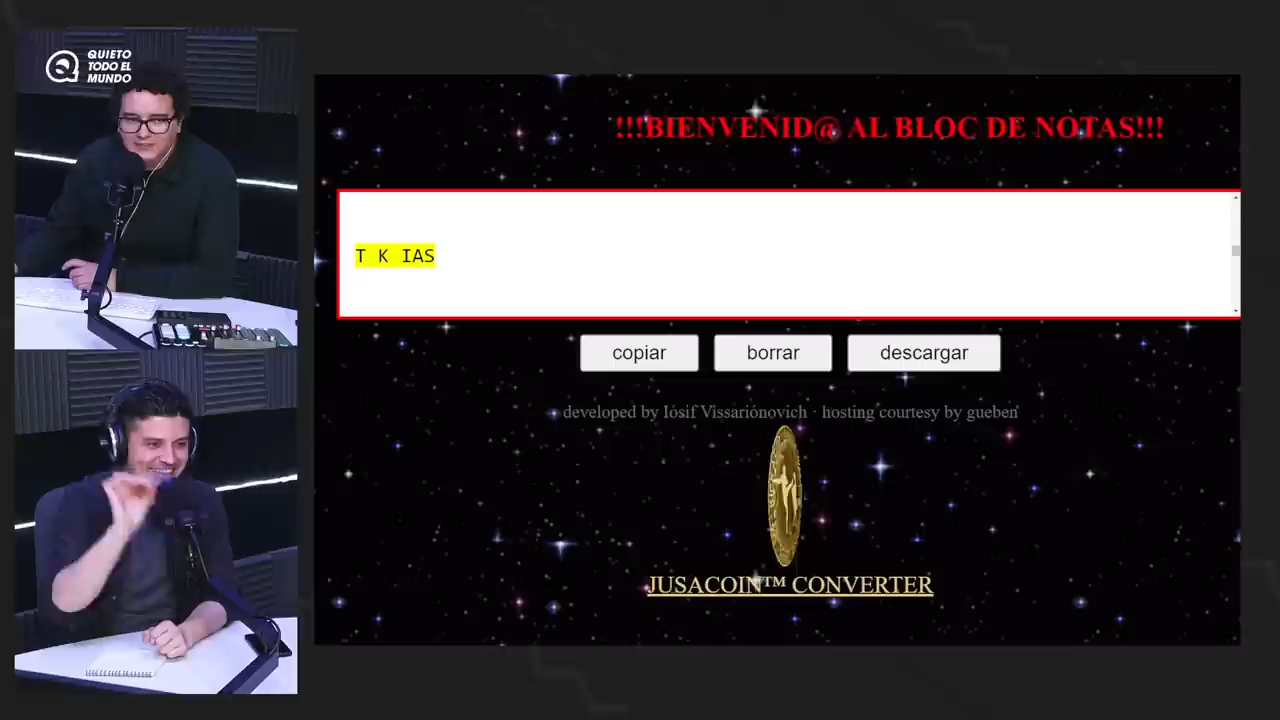 QUIETO
TODO EL
MUNDO
!!!BIENVENID@ AL BLOC DE NOTAS!!!
T K IAS
copiar
borrar
descargar
developed by Iósif Vissariónovich · hosting courtesy by gueben
JUSACOIN™ CONVERTER